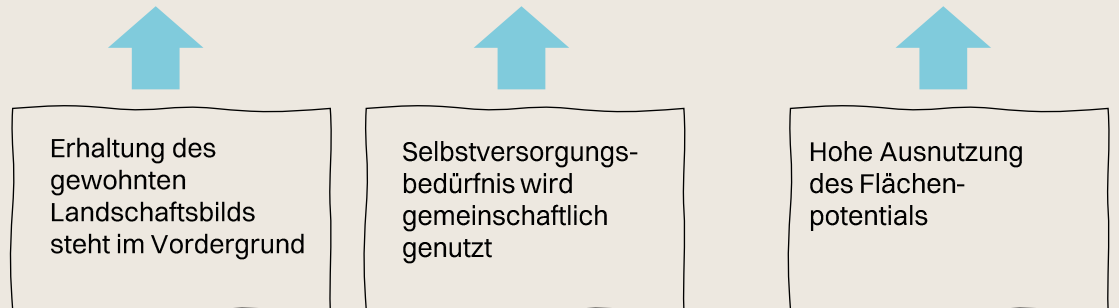 Erhaltung des
gewohnten
Landschaftsbilds
steht im Vordergrund
Selbstversorgungs-
bedürfnis wird
gemeinschaftlich
genutzt
Hohe Ausnutzung
des Flächen-
potentials